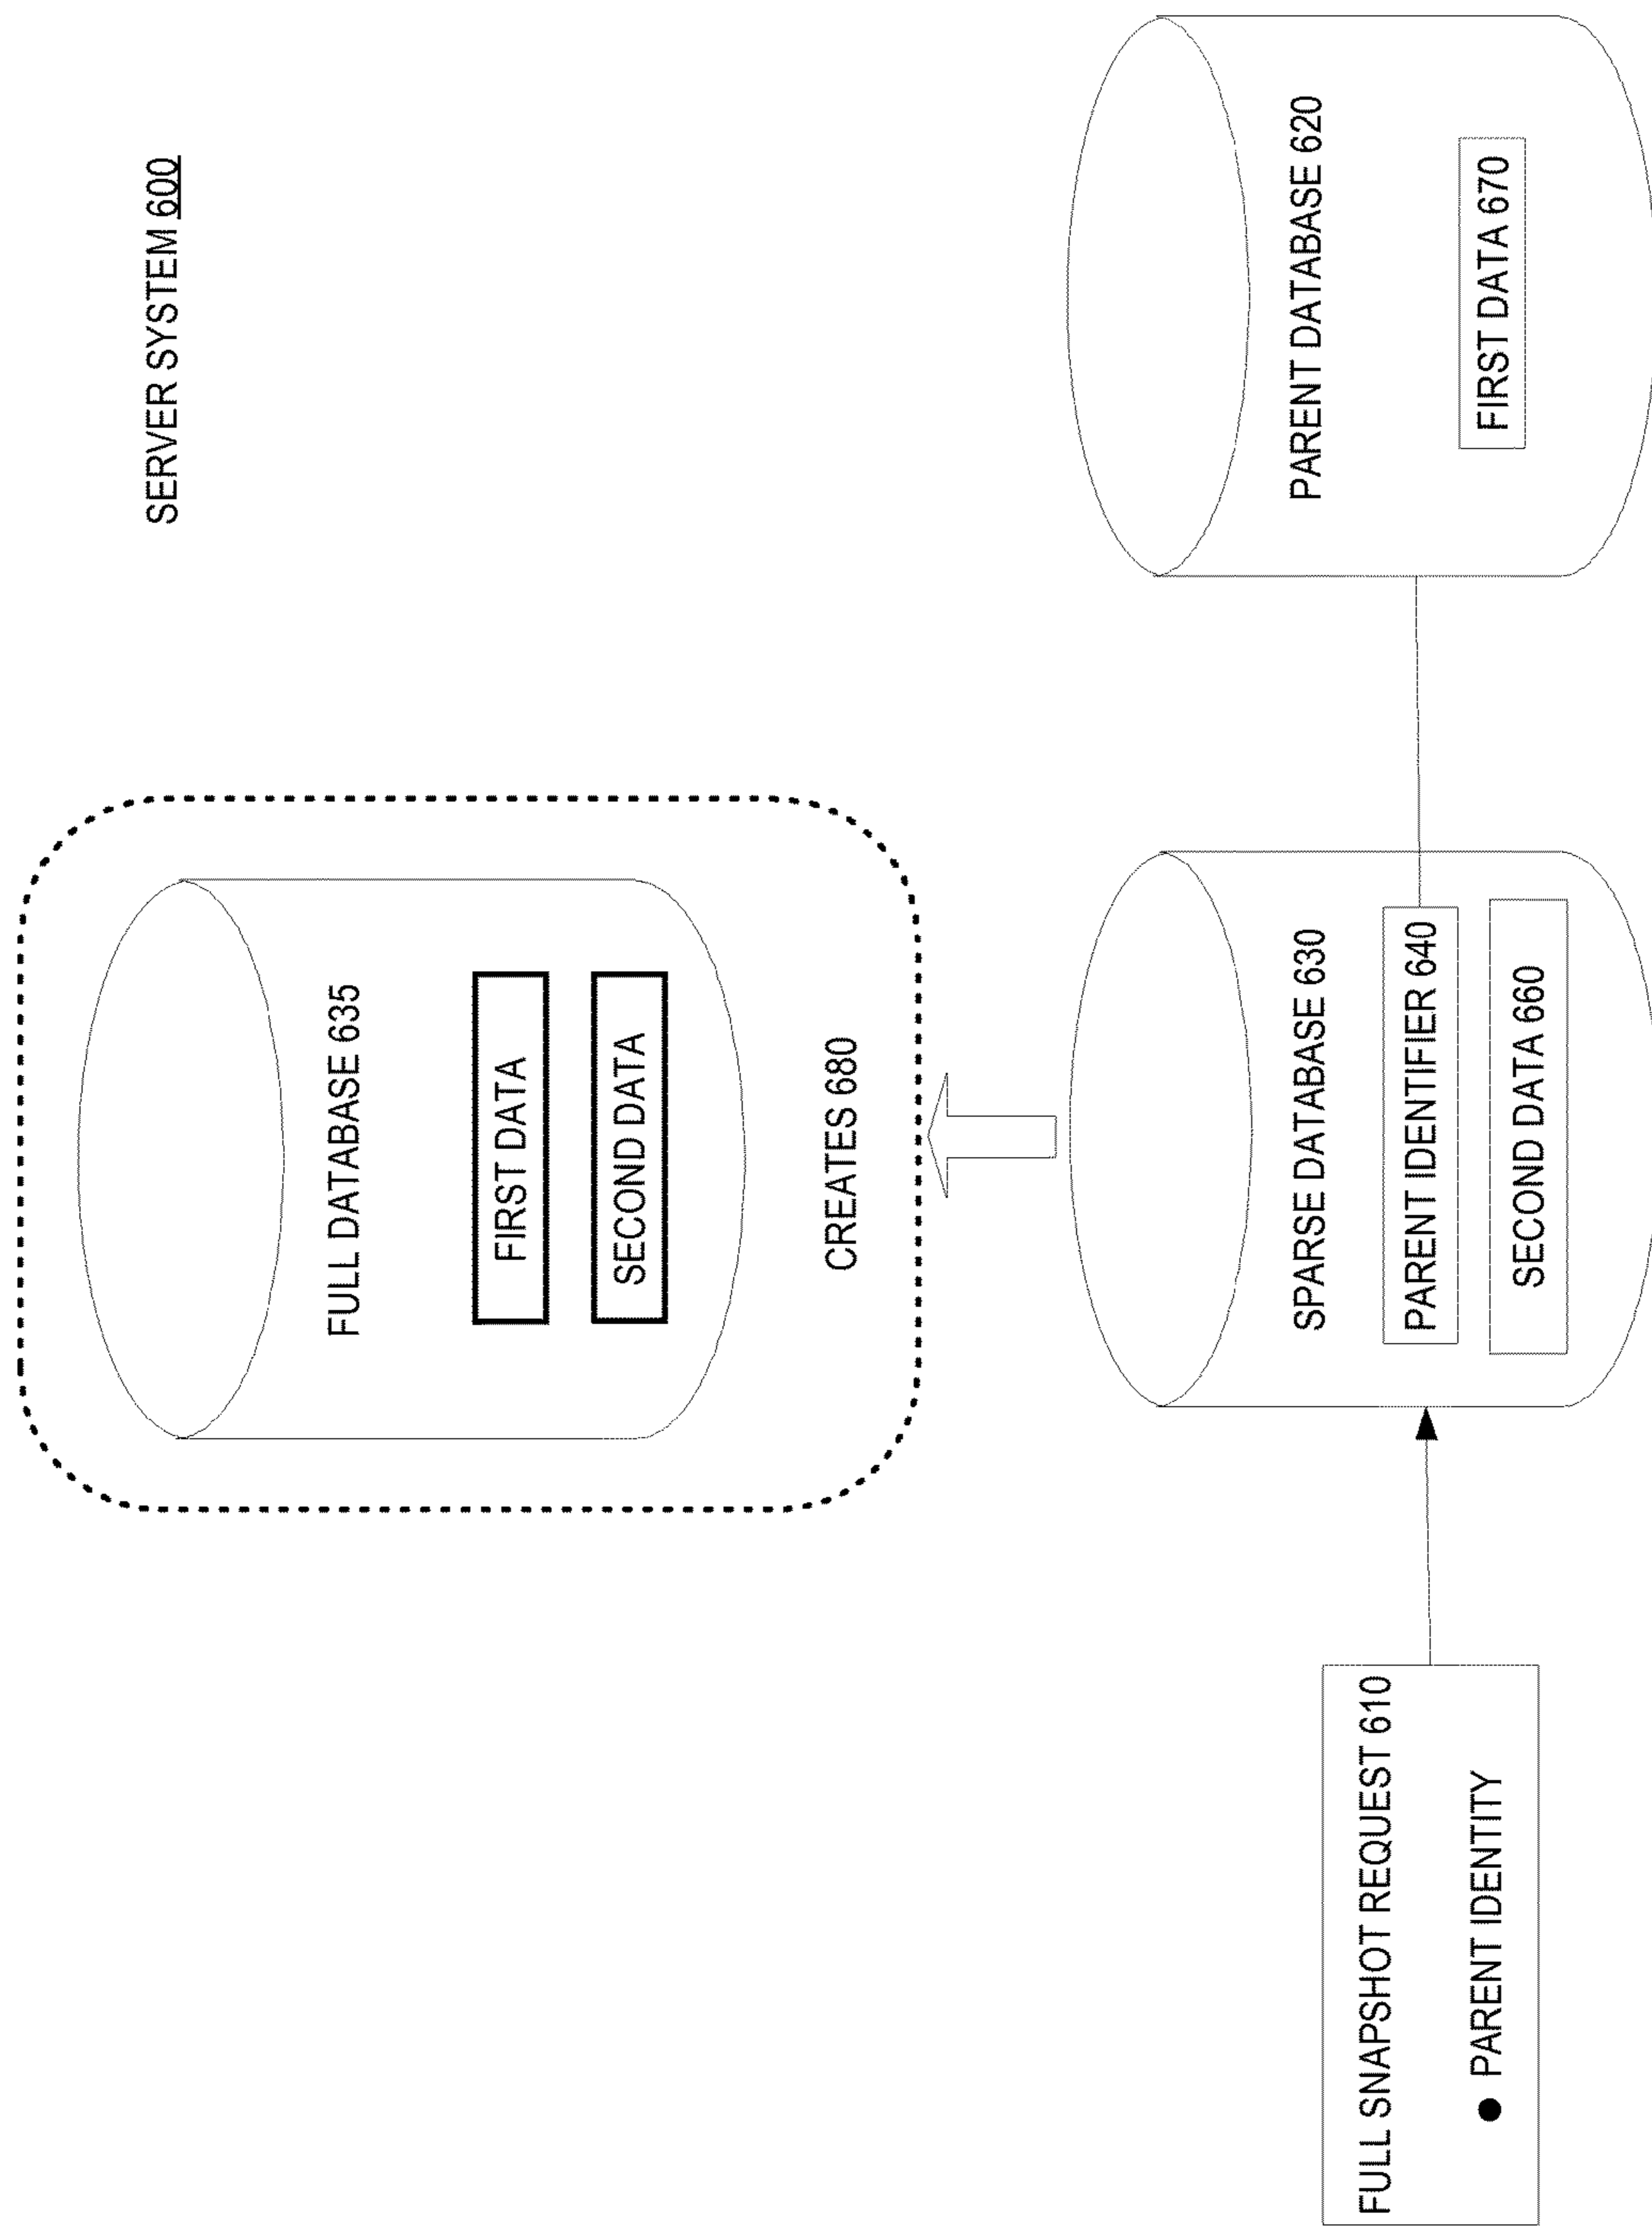 SERVER SYSTEM 600
FULL DATABASE 635
FIRST DATA
SECOND DATA
CREATES 680
FULL SNAPSHOT REQUEST 610
● PARENT IDENTITY
SPARSE DATABASE 630
PARENT IDENTIFIER 640
SECOND DATA 660
PARENT DATABASE 620
FIRST DATA 670